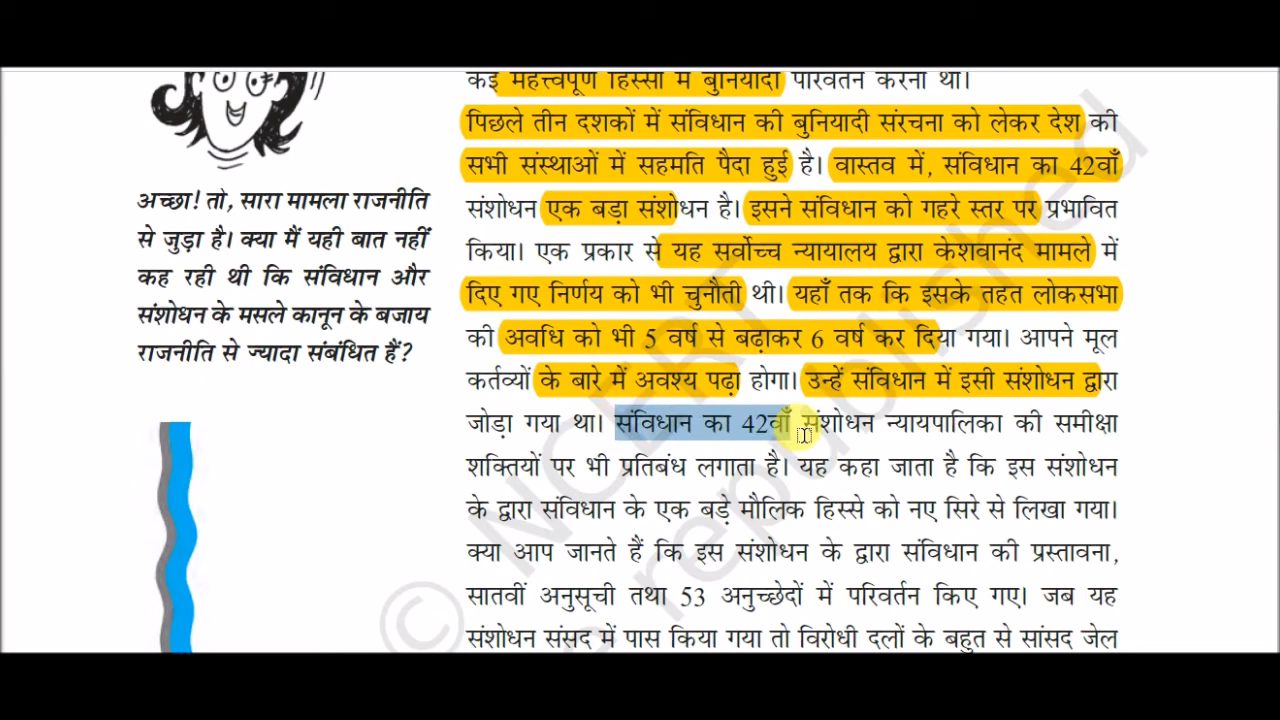 अच्छा! तो, सारा मामला राजनीति
से जुड़ा है। क्या मैं यही बात नहीं
कह रही थी कि संविधान और
संशोधन के मसले कानून के बजाय
राजनीति से ज्यादा संबंधित हैं?
कई महत्त्वपूर्ण हिस्सों में बुनियादी परिवर्तन करना था।
पिछले तीन दशकों में संविधान की बुनियादी संरचना को लेकर देश की
सभी संस्थाओं में सहमति पैदा हुई है। वास्तव में, संविधान का 42वाँ
संशोधन एक बड़ा संशोधन है। इसने संविधान को गहरे स्तर पर प्रभावित
किया। एक प्रकार से यह सर्वोच्च न्यायालय द्वारा केशवानंद मामले में
दिए गए निर्णय को भी चुनौती थी। यहाँ तक कि इसके तहत लोकसभा
की अवधि को भी 5 वर्ष से बढ़ाकर 6 वर्ष कर दिया गया। आपने मूल
कर्तव्यों के बारे में अवश्य पढ़ा होगा। उन्हें संविधान में इसी संशोधन द्वारा
जोड़ा गया था। संविधान का 42वाँ संशोधन न्यायपालिका की समीक्षा
शक्तियों पर भी प्रतिबंध लगाता है। यह कहा जाता है कि इस संशोधन
के द्वारा संविधान के एक बड़े मौलिक हिस्से को नए सिरे से लिखा गया।
क्या आप जानते हैं कि इस संशोधन के द्वारा संविधान की प्रस्तावना,
सातवीं अनुसूची तथा 53 अनुच्छेदों में परिवर्तन किए गए। जब यह
संशोधन संसद में पास किया गया तो विरोधी दलों के बहुत से सांसद जेल
© NCERT
republished